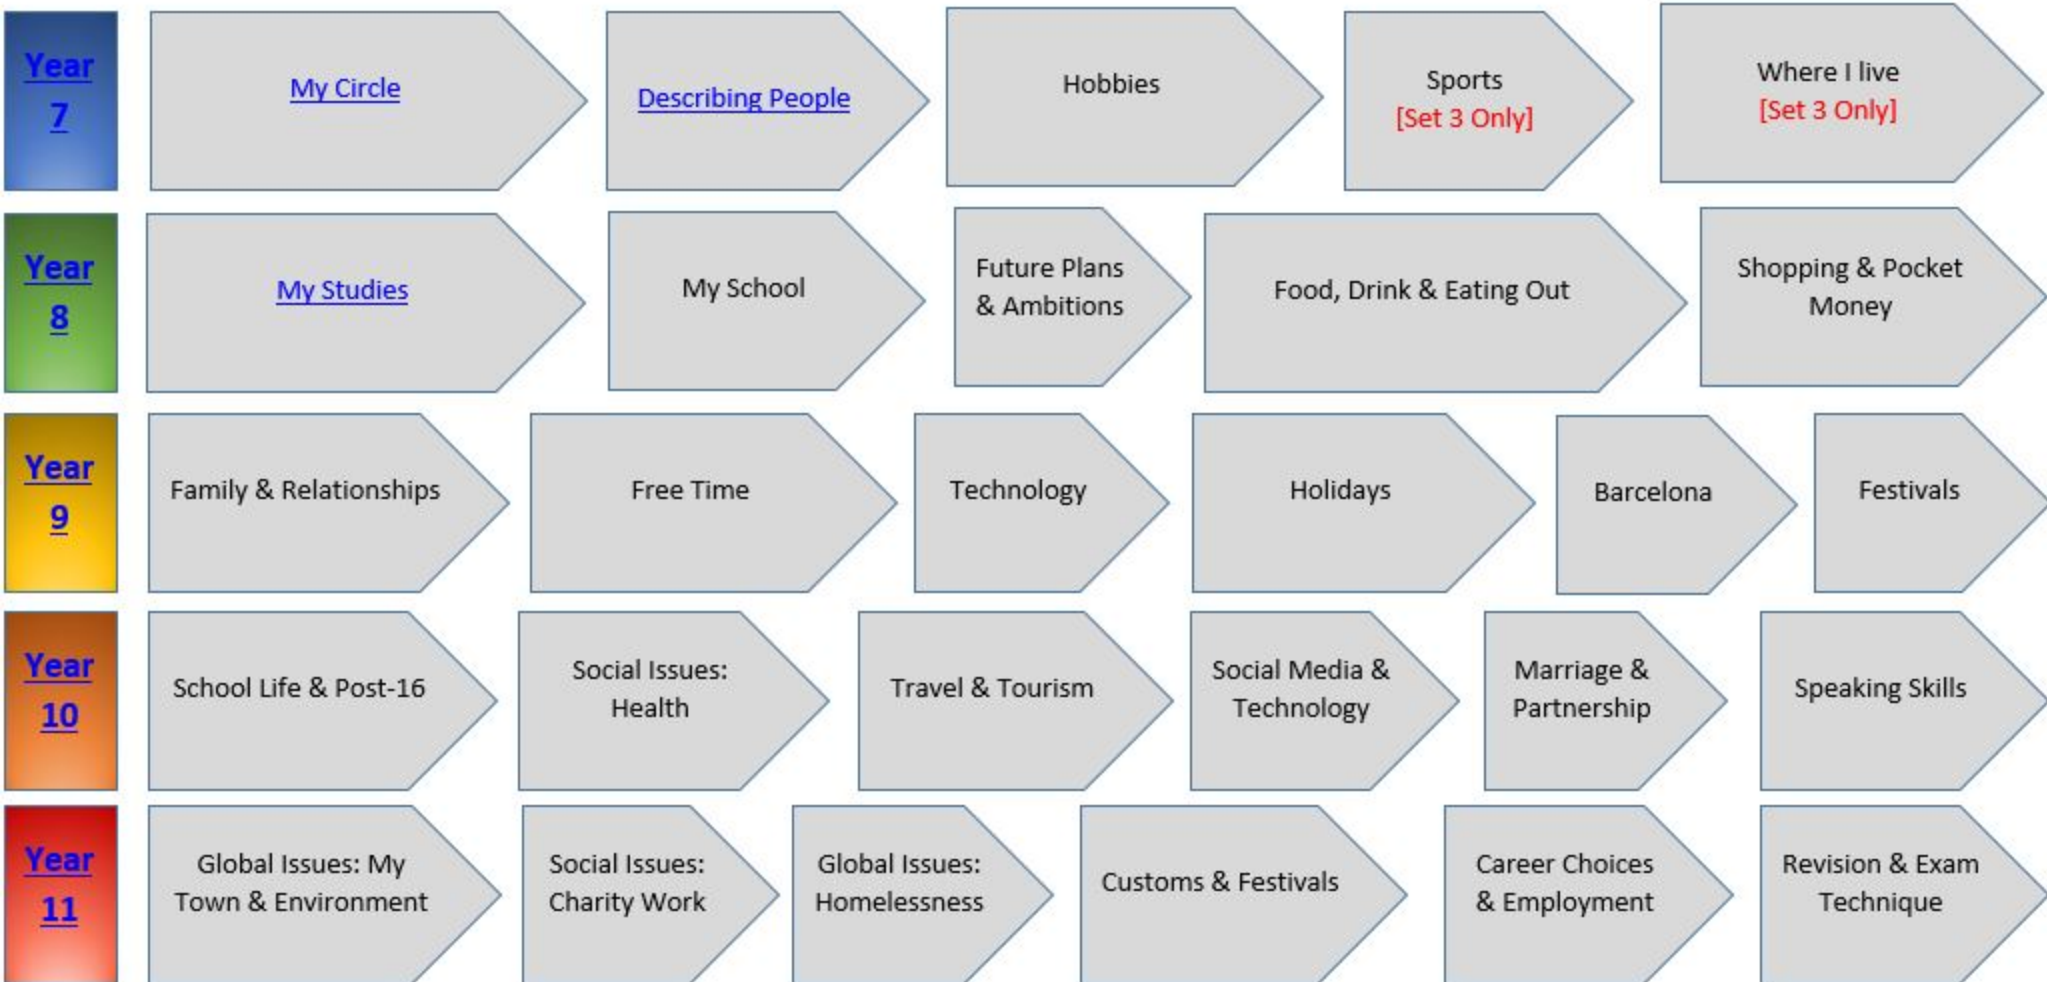 Year
7
My Circle
Describing People
Hobbies
Sports
[Set 3 Only]
Where I live
[Set 3 Only]
Year
8
My Studies
My School
Future Plans
& Ambitions
Food, Drink & Eating Out
Shopping & Pocket
Money
Year
9
Family & Relationships
Free Time
Technology
Holidays
Barcelona
Festivals
Year
10
School Life & Post-16
Social Issues:
Health
Travel & Tourism
Social Media &
Technology
Marriage &
Partnership
Speaking Skills
Year
11
Global Issues: My
Town & Environment
Social Issues:
Charity Work
Global Issues:
Homelessness
Customs & Festivals
Career Choices
& Employment
Revision & Exam
Technique